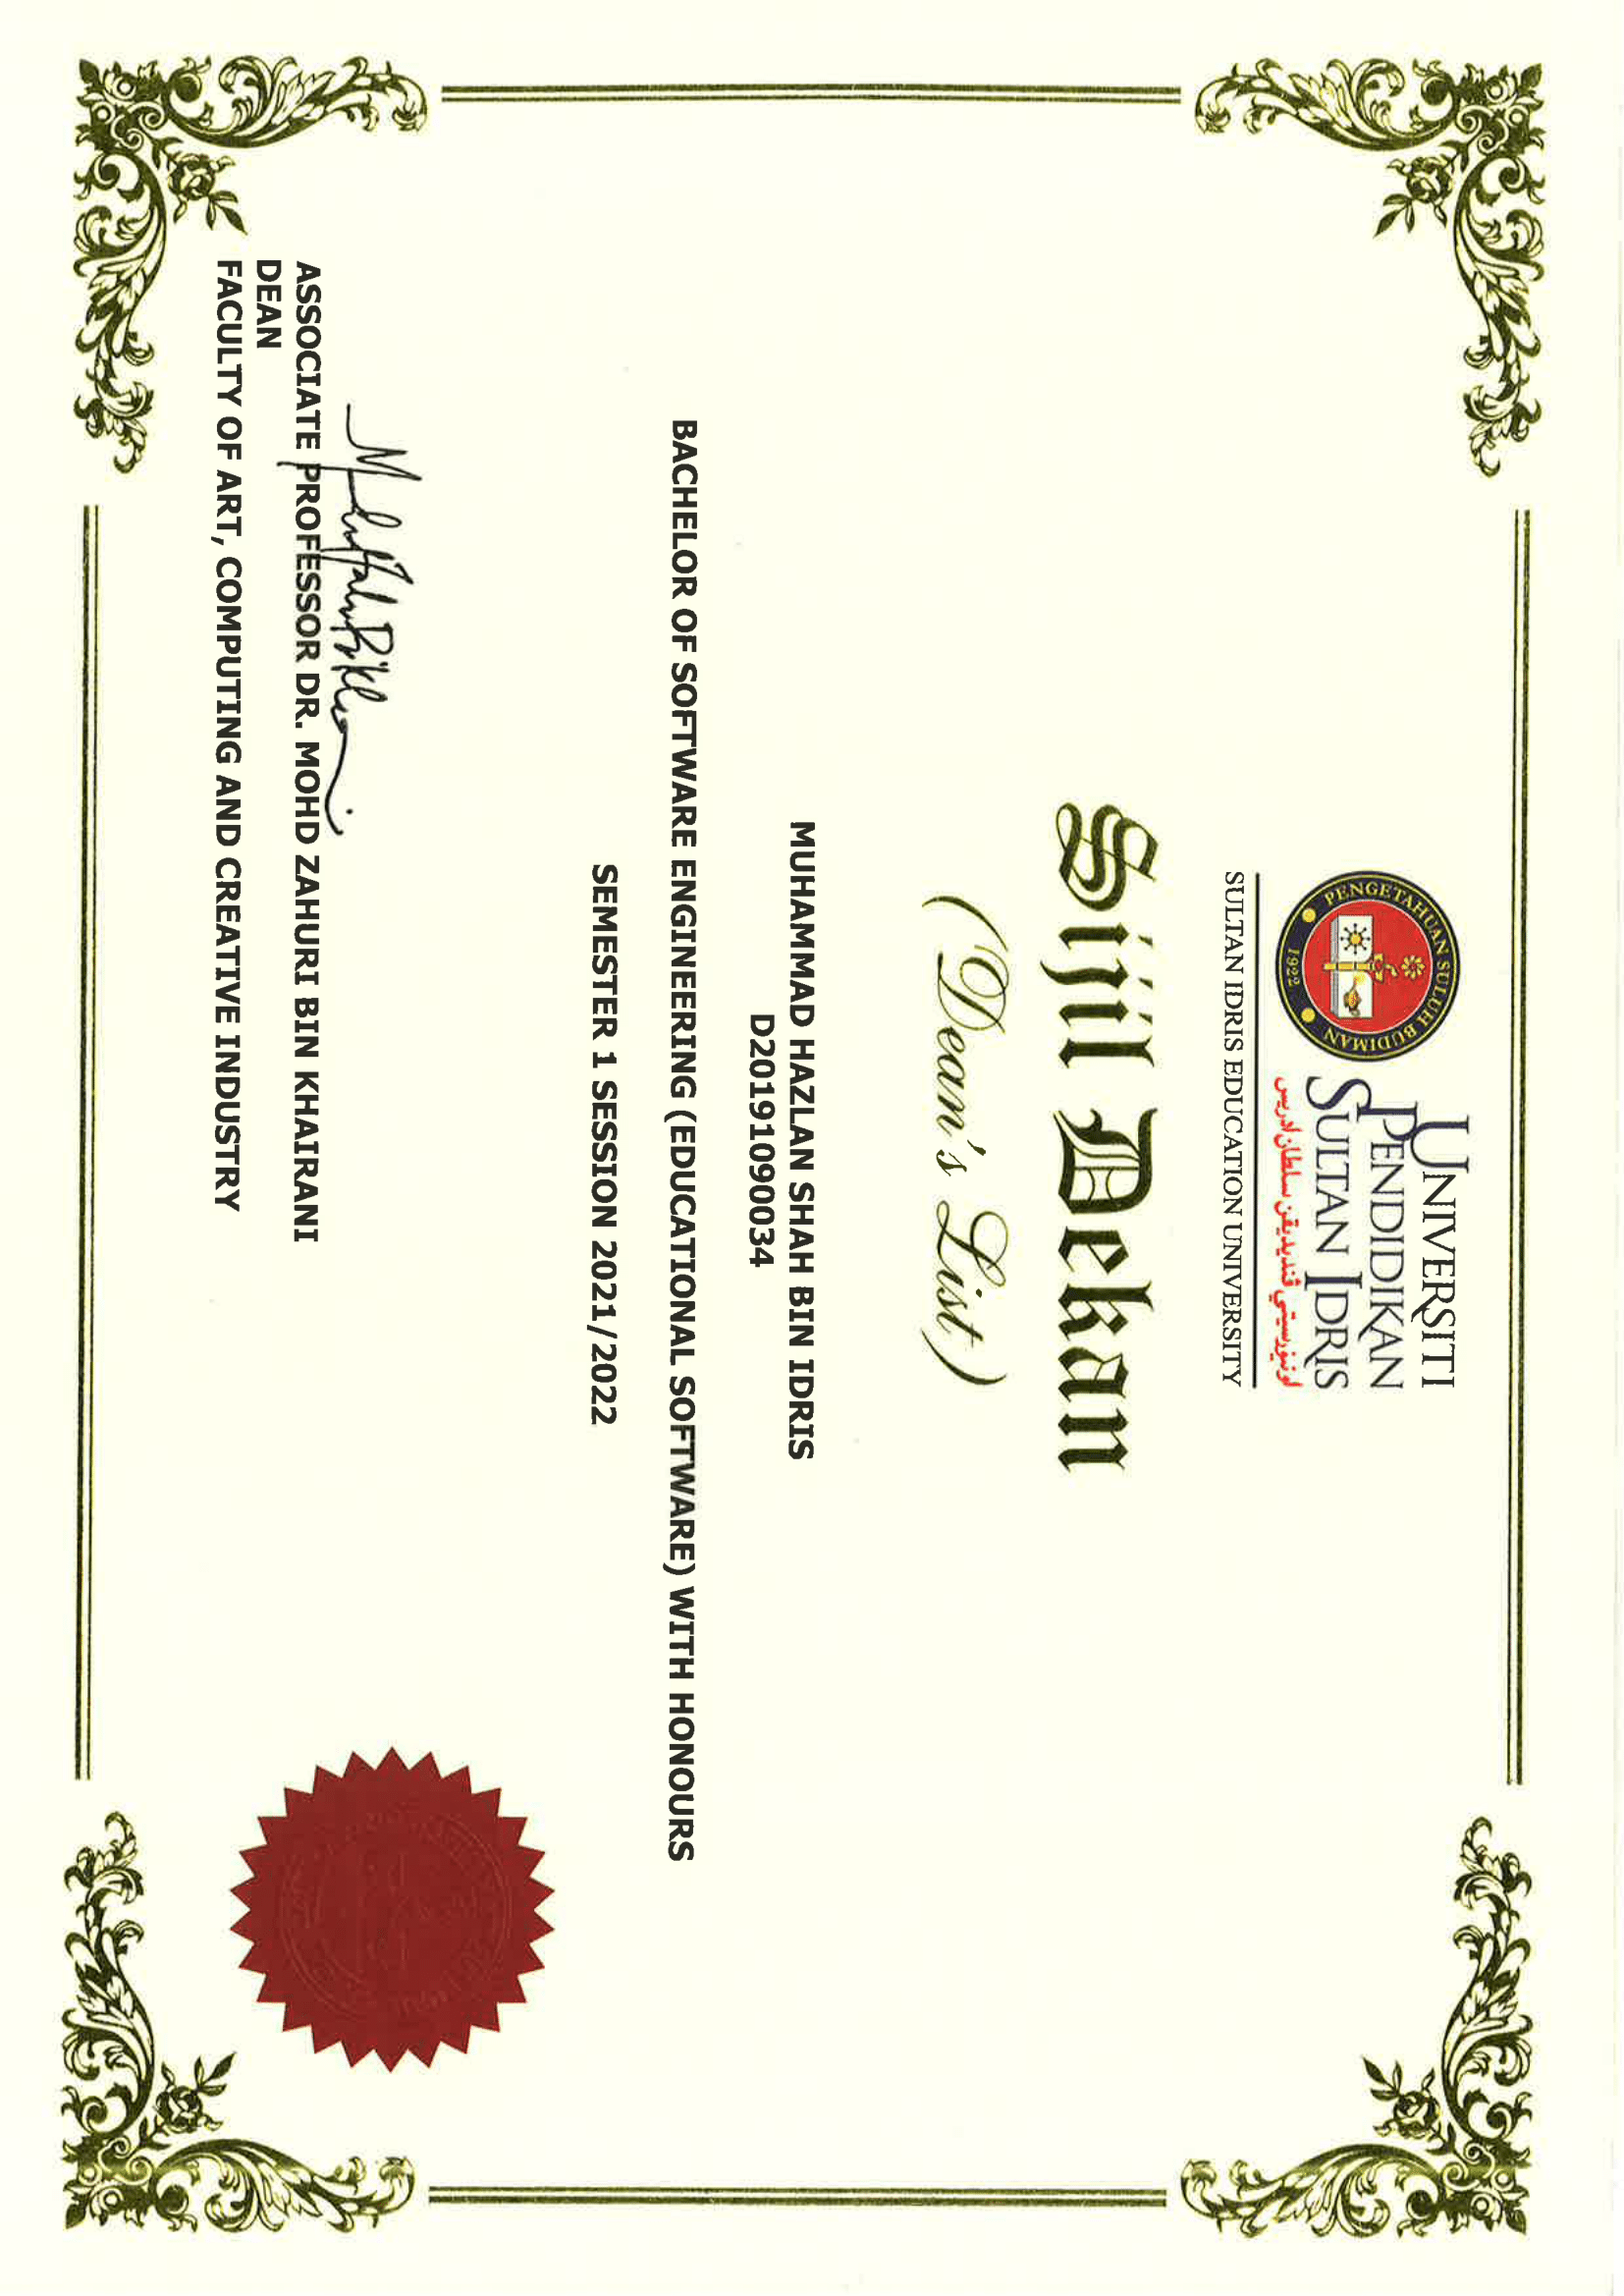 PENGETAHUAN SULUH BUDIMAN
1922
UNIVERSITI
PENDIDIKAN
SULTAN IDRIS
اونيۏرسيتي ڤنديديقن سلطان ادريس
SULTAN IDRIS EDUCATION UNIVERSITY
Sijil Dekan
(Dean's List)
MUHAMMAD HAZLAN SHAH BIN IDRIS
D20191090034
BACHELOR OF SOFTWARE ENGINEERING (EDUCATIONAL SOFTWARE) WITH HONOURS
SEMESTER 1 SESSION 2021/2022
ASSOCIATE PROFESSOR DR. MOHD ZAHURI BIN KHAIRANI
DEAN
FACULTY OF ART, COMPUTING AND CREATIVE INDUSTRY